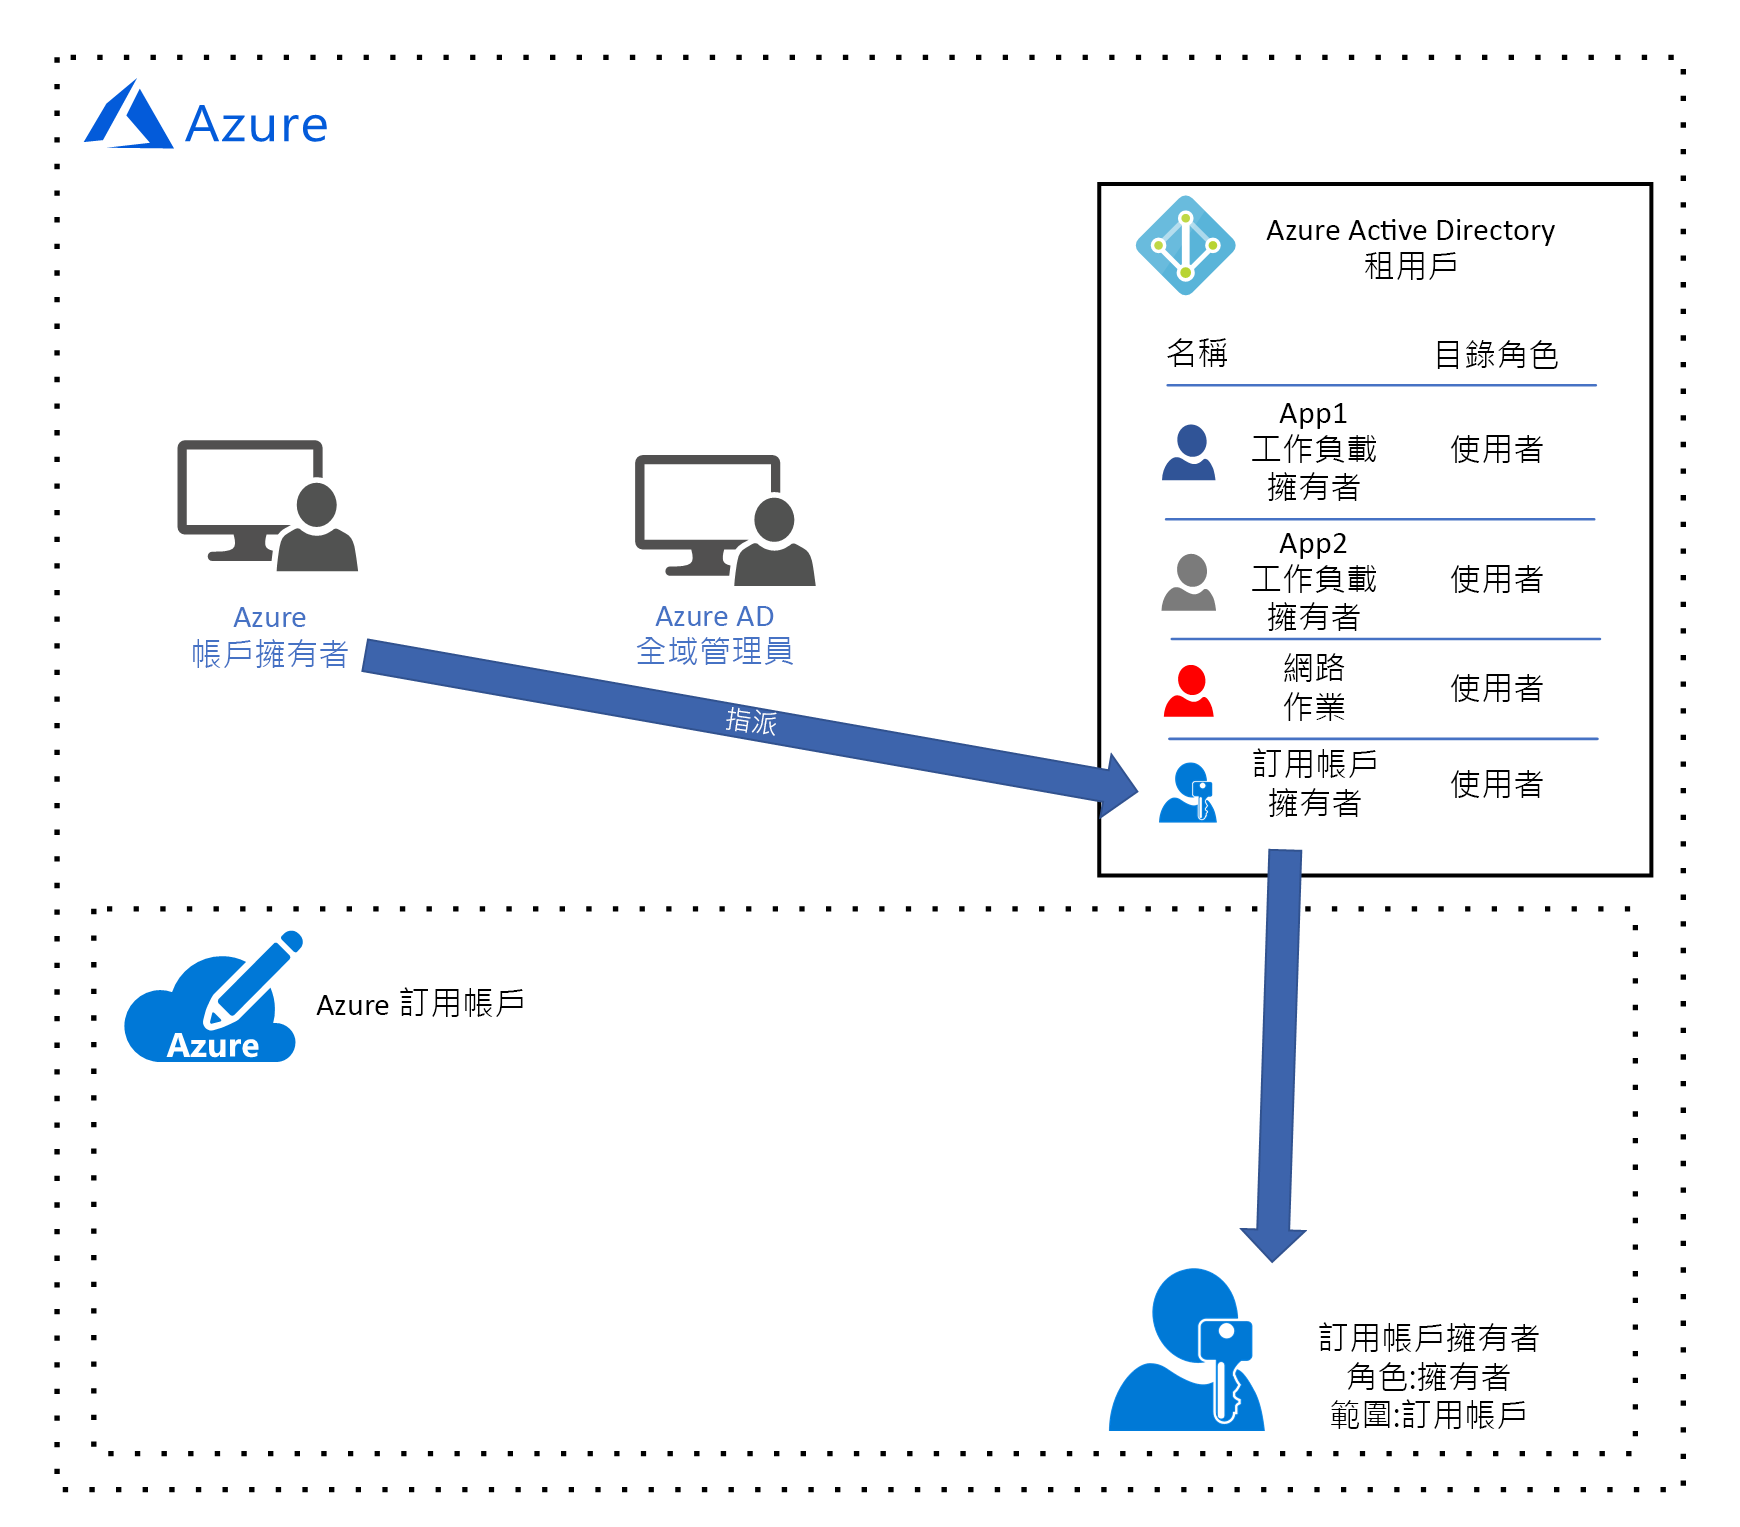 Azure
Azure Active Directory
租用戶
名稱
目錄角色
App1
工作負載
擁有者
使用者
App2
工作負載
擁有者
使用者
網路
作業
使用者
訂用帳戶
擁有者
使用者
Azure
帳戶擁有者
Azure AD
全域管理員
指派
Azure
Azure 訂用帳戶
訂用帳戶擁有者
角色:擁有者
範圍:訂用帳戶